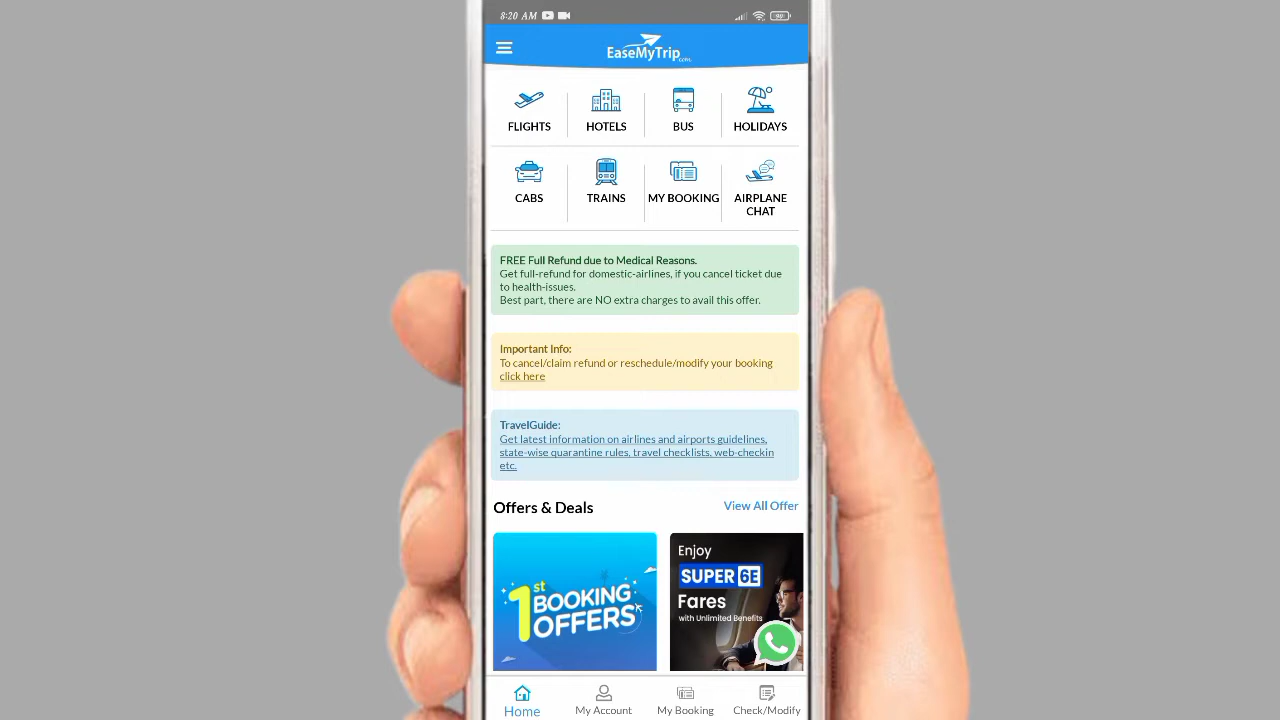 8:20 AM
90
EaseMyTrip.com
FLIGHTS
HOTELS
BUS
HOLIDAYS
CABS
TRAINS
MY BOOKING
AIRPLANE
CHAT
FREE Full Refund due to Medical Reasons.
Get full-refund for domestic-airlines, if you cancel ticket due
to health-issues.
Best part, there are NO extra charges to avail this offer.
Important Info:
To cancel/claim refund or reschedule/modify your booking
click here
TravelGuide:
Get latest information on airlines and airports guidelines,
state-wise quarantine rules, travel checklists, web-checkin
etc.
Offers & Deals
View All Offer
1st BOOKING
OFFERS
Enjoy
SUPER 6E
Fares
with Unlimited Benefits
Home
My Account
My Booking
Check/Modify